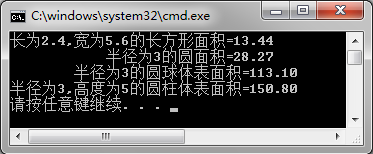 C:\windows\system32\cmd.exe
长为2.4,宽为5.6的长方形面积=13.44
半径为3的圆面积=28.27
半径为3的圆球体表面积=113.10
半径为3,高度为5的圆柱体表面积=150.80
请按任意键继续. . .